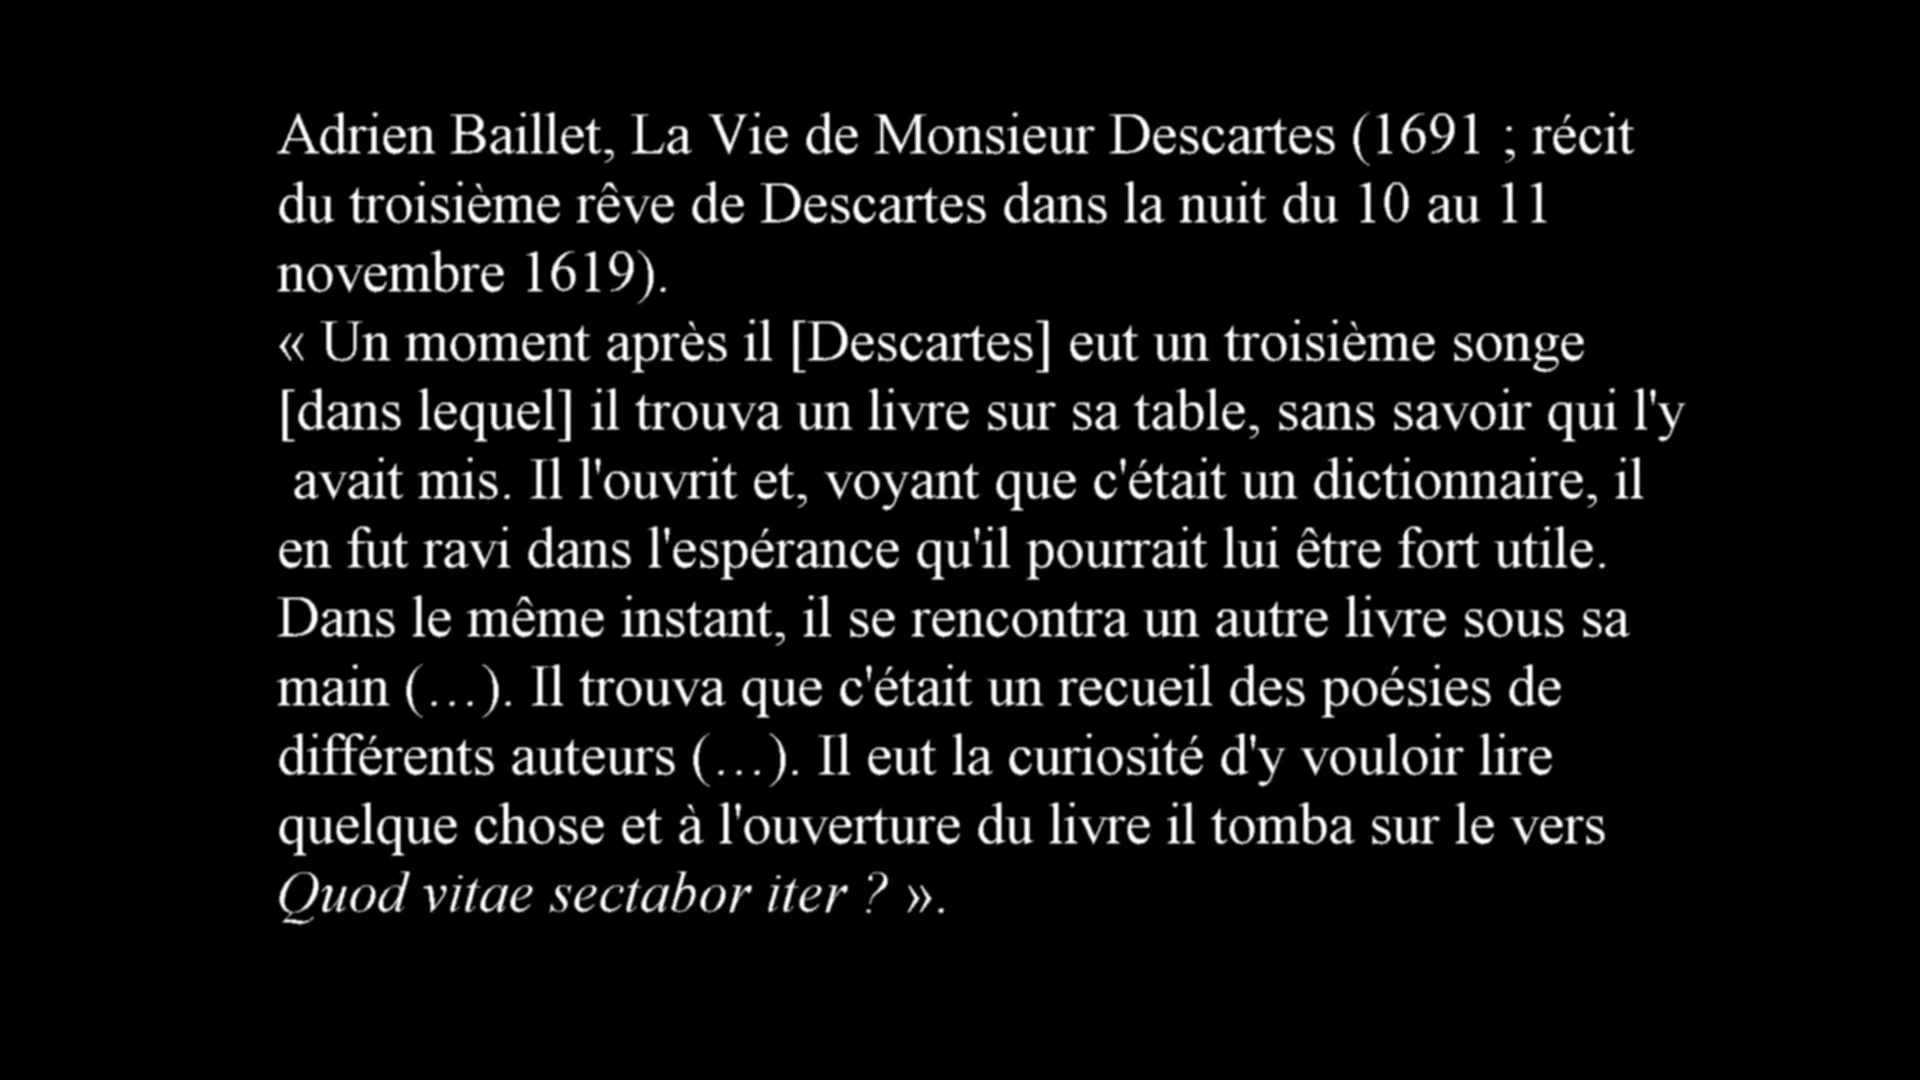 Adrien Baillet, La Vie de Monsieur Descartes (1691 ; récit
du troisième rêve de Descartes dans la nuit du 10 au 11
novembre 1619).
« Un moment après il [Descartes] eut un troisième songe
[dans lequel] il trouva un livre sur sa table, sans savoir qui l'y
avait mis. Il l'ouvrit et, voyant que c'était un dictionnaire, il
en fut ravi dans l'espérance qu'il pourrait lui être fort utile.
Dans le même instant, il se rencontra un autre livre sous sa
main (…). Il trouva que c'était un recueil des poésies de
différents auteurs (…). Il eut la curiosité d'y vouloir lire
quelque chose et à l'ouverture du livre il tomba sur le vers
Quod vitae sectabor iter ? ».